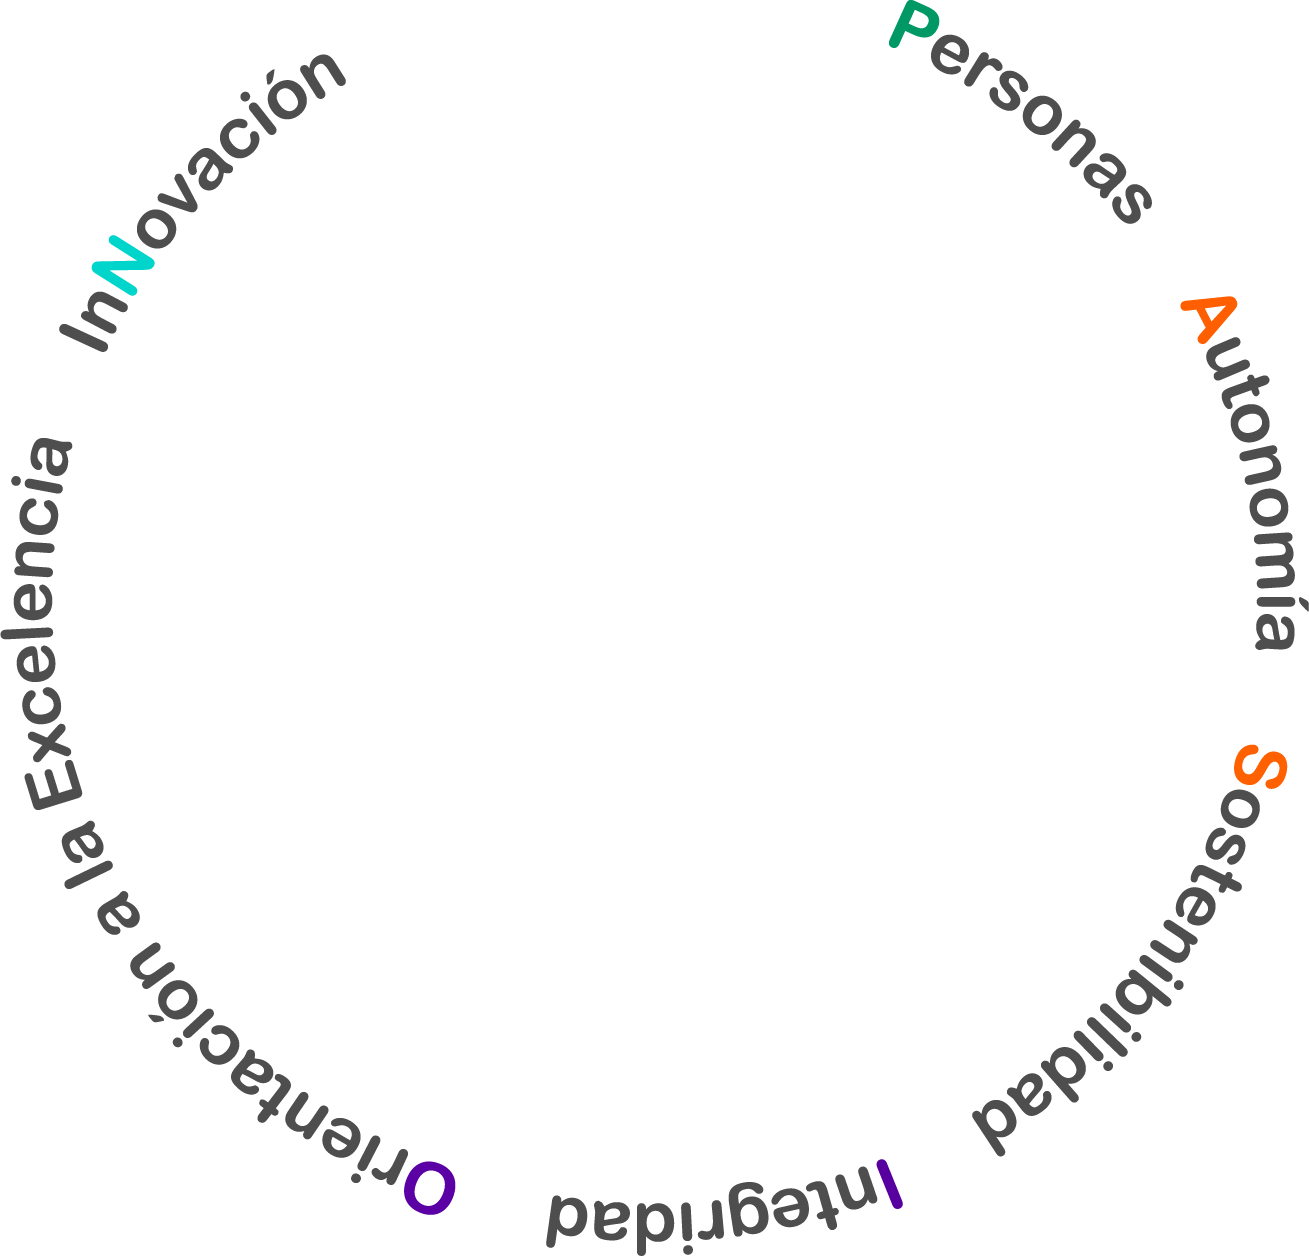 Personas
Autonomía
Sostenibilidad
Integridad
Orientación a la Excelencia
InNovación